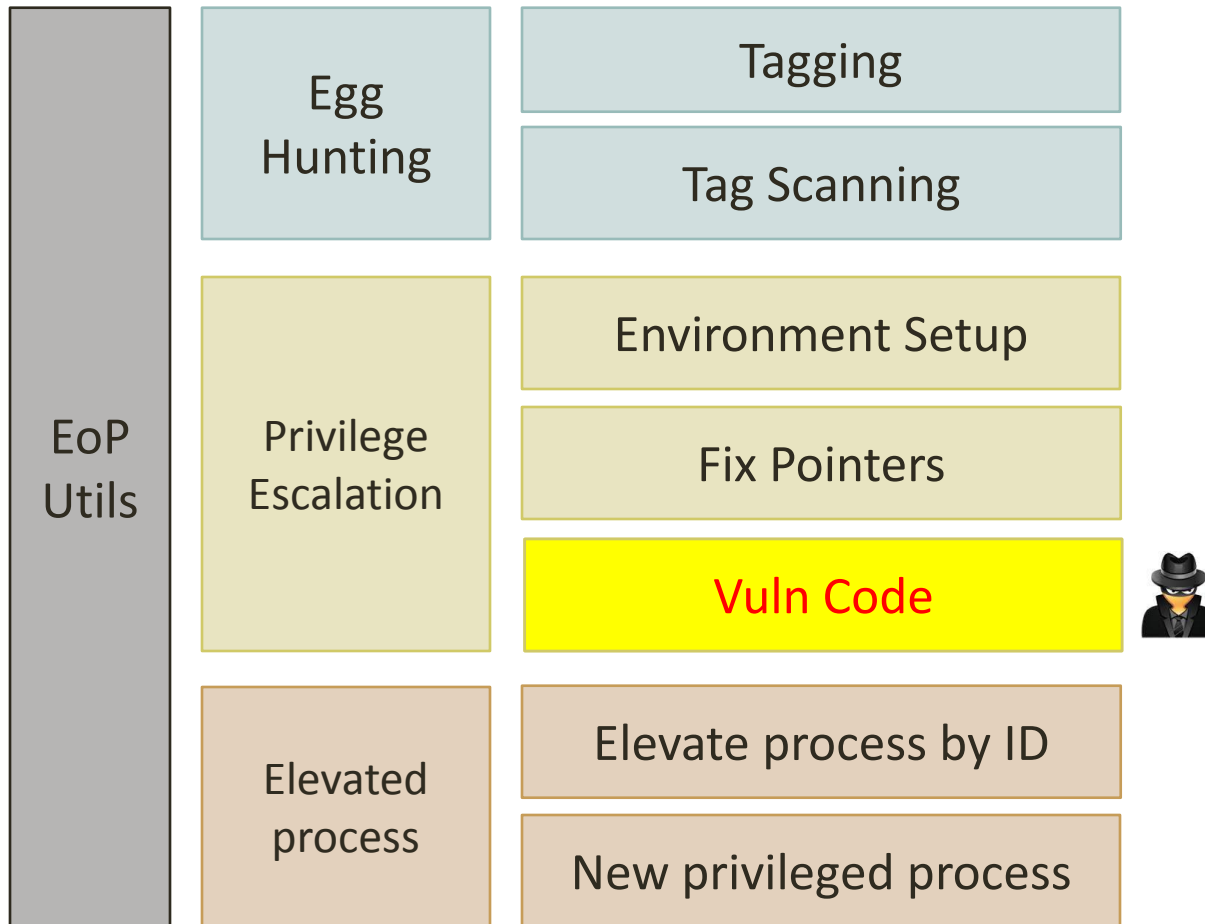 EoP
Utils
Egg
Hunting
Tagging
Tag Scanning
Privilege
Escalation
Environment Setup
Fix Pointers
Vuln Code
Elevated
process
Elevate process by ID
New privileged process